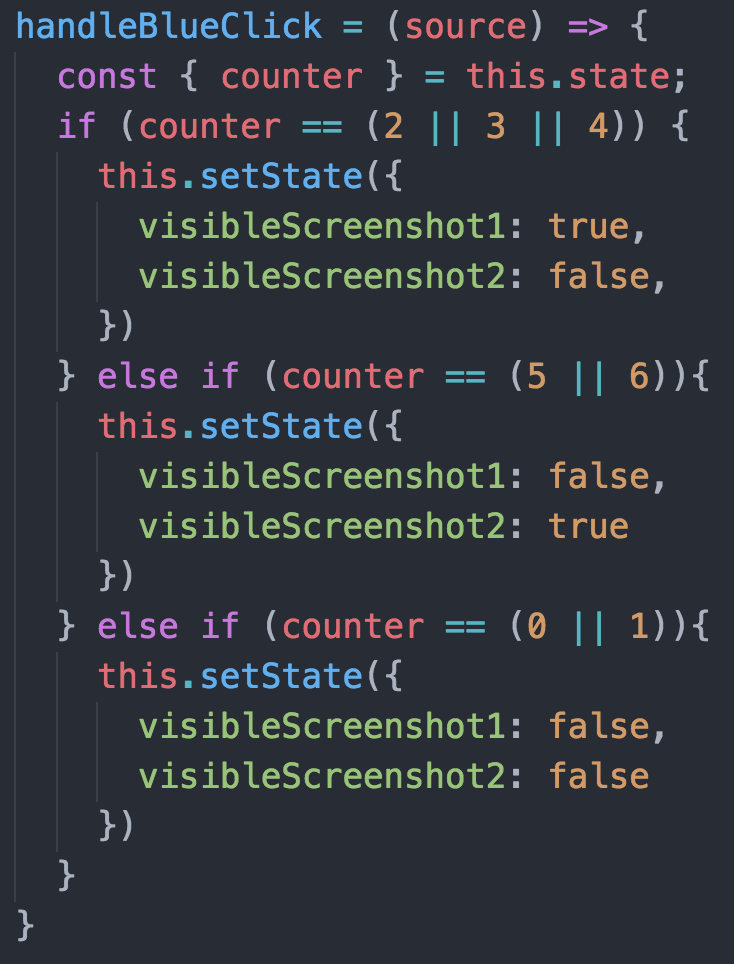 handleBlueClick = (source) => {
  const { counter } = this.state;
  if (counter == (2 || 3 || 4)) {
    this.setState({
      visibleScreenshot1: true,
      visibleScreenshot2: false,
    })
  } else if (counter == (5 || 6)){
    this.setState({
      visibleScreenshot1: false,
      visibleScreenshot2: true
    })
  } else if (counter == (0 || 1)){
    this.setState({
      visibleScreenshot1: false,
      visibleScreenshot2: false
    })
  }
}